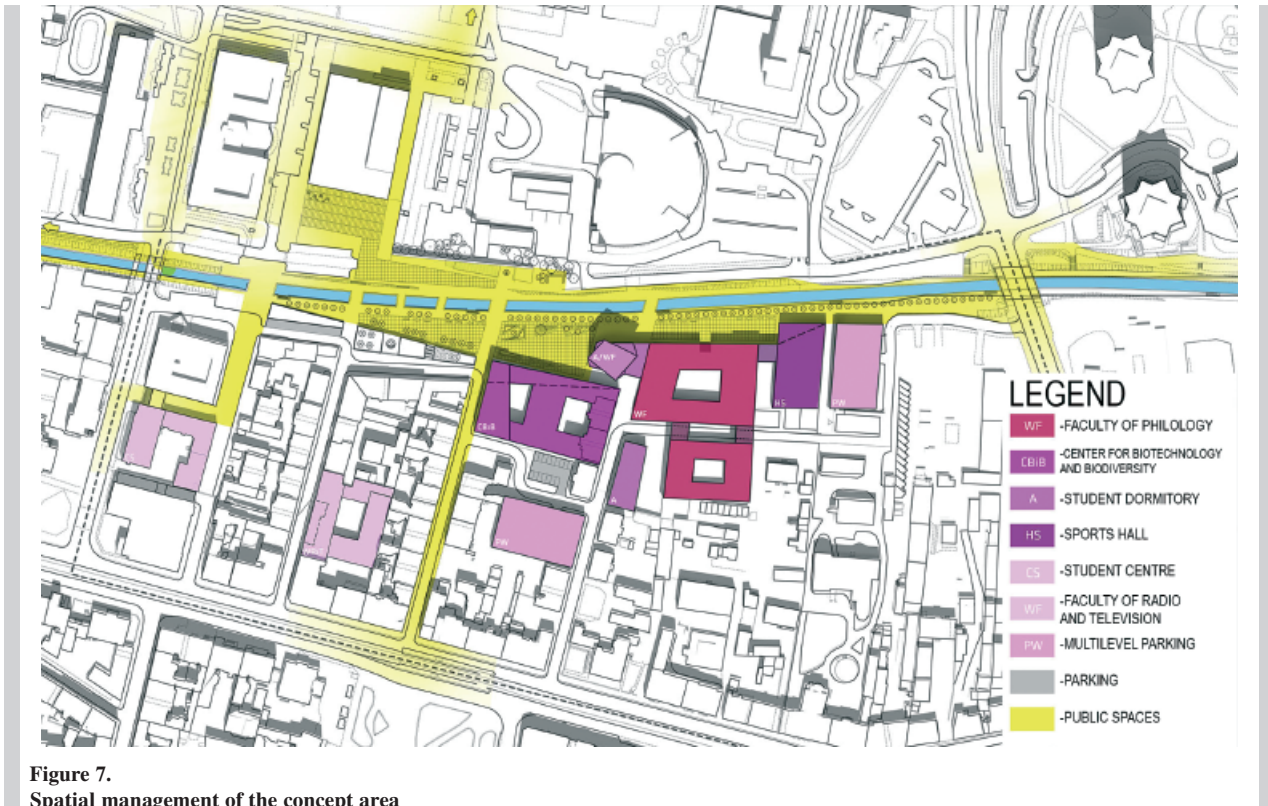 A/WF
CBiB
WF
HS
PW
CS
A
PW
LEGEND
WF -FACULTY OF PHILOLOGY
CBiB -CENTER FOR BIOTECHNOLOGY
AND BIODIVERSITY
A -STUDENT DORMITORY
HS -SPORTS HALL
CS -STUDENT CENTRE
WF -FACULTY OF RADIO
AND TELEVISION
PW -MULTILEVEL PARKING
-PARKING
-PUBLIC SPACES
Figure 7.
Spatial management of the concept area